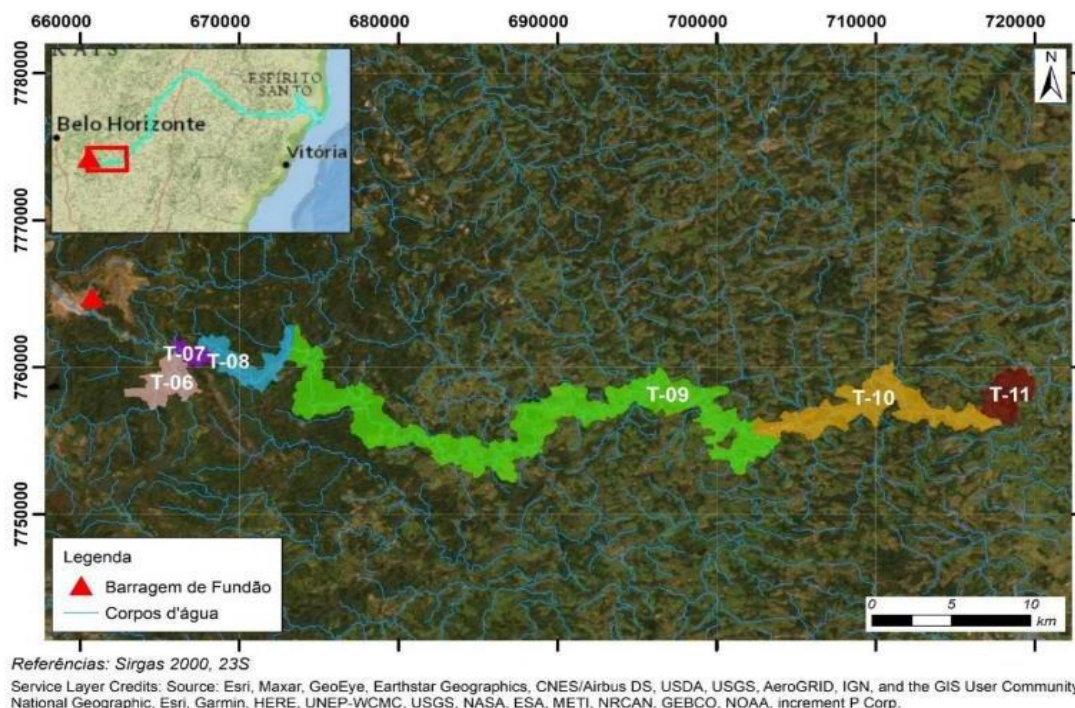 660000 670000 680000 690000 700000 710000 720000
7780000
7770000
7760000
7750000
ESPÍRITO
SANTO
Belo Horizonte
Vitória
N
T-07
T-08
T-06
T-09
T-10
T-11
Legenda
Barragem de Fundão
Corpos d'água
0 5 10
km
Referências: Sirgas 2000, 23S
Service Layer Credits: Source: Esri, Maxar, GeoEye, Earthstar Geographics, CNES/Airbus DS, USDA, USGS, AeroGRID, IGN, and the GIS User Community
National Geographic, Esri, Garmin, HERE, UNEP-WCMC, USGS, NASA, ESA, METI, NRCAN, GEBCO, NOAA, increment P Corp.